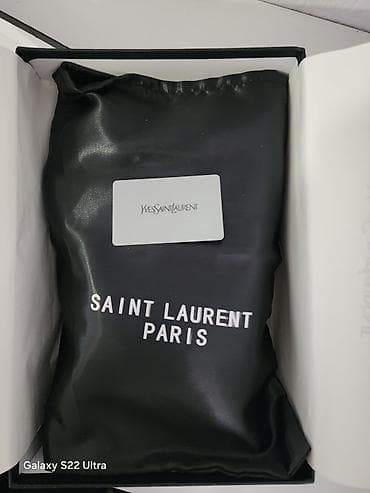 YVESSAINTLAURENT
SAINT LAURENT
PARIS
Galaxy S22 Ultra